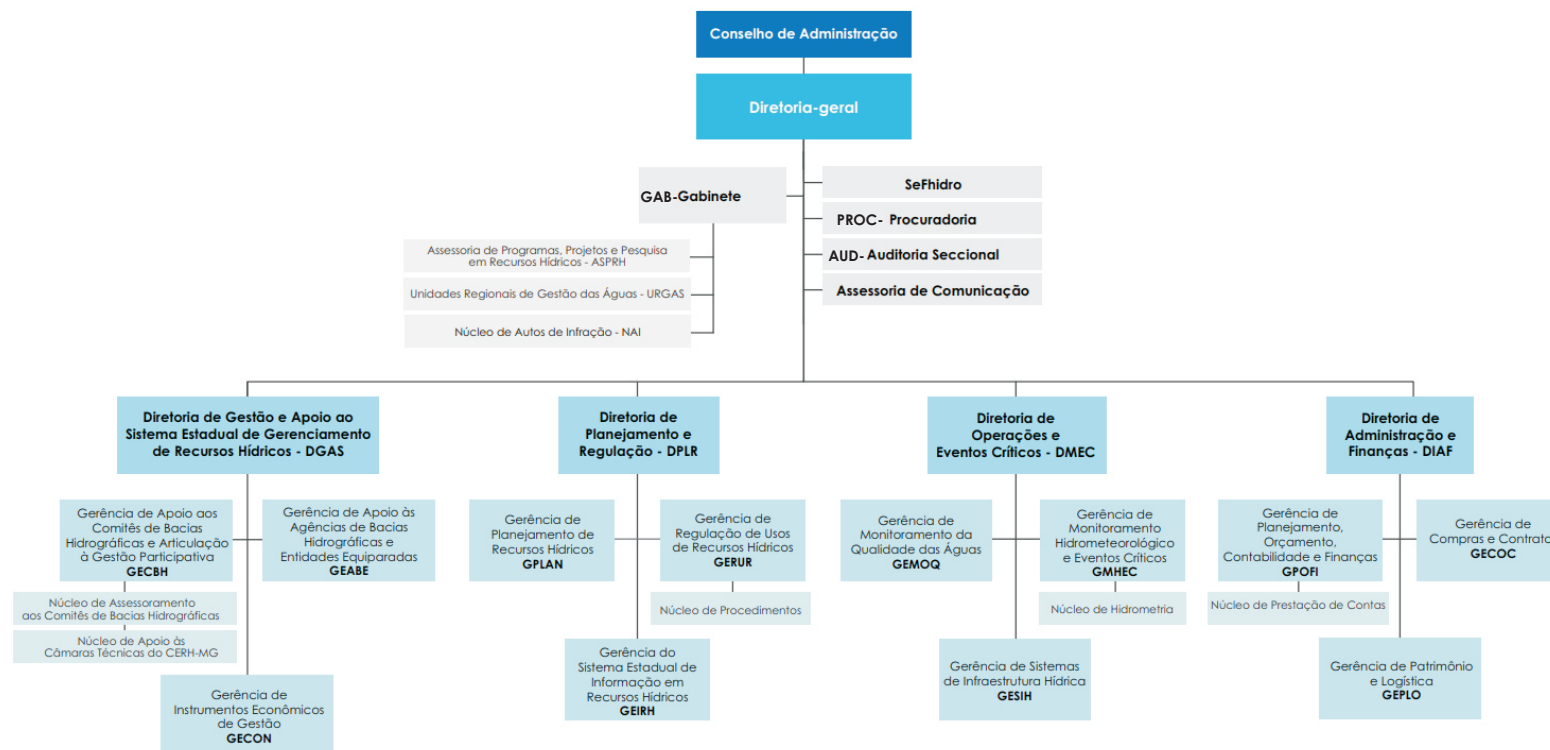 Conselho de Administração
Diretoria-geral
GAB-Gabinete
SeFhidro
PROC- Procuradoria
AUD- Auditoria Seccional
Assessoria de Comunicação
Assessoria de Programas, Projetos e Pesquisa
em Recursos Hídricos - ASPRH
Unidades Regionais de Gestão das Águas - URGAS
Núcleo de Autos de Infração - NAI
Diretoria de Gestão e Apoio ao
Sistema Estadual de Gerenciamento
de Recursos Hídricos - DGAS
Diretoria de
Planejamento e
Regulação - DPLR
Diretoria de
Operações e
Eventos Críticos - DMEC
Diretoria de
Administração e
Finanças - DIAF
Gerência de Apoio aos
Comitês de Bacias
Hidrográficas e Articulação
à Gestão Participativa
GECBH
Gerência de Apoio às
Agências de Bacias
Hidrográficas e
Entidades Equiparadas
GEABE
Núcleo de Assessoramento
aos Comitês de Bacias Hidrográficas
Núcleo de Apoio às
Câmaras Técnicas do CERH-MG
Gerência de
Instrumentos Econômicos
de Gestão
GECON
Gerência de
Planejamento de
Recursos Hídricos
GPLAN
Gerência de
Regulação de Usos
de Recursos Hídricos
GERUR
Núcleo de Procedimentos
Gerência do
Sistema Estadual de
Informação em
Recursos Hídricos
GEIRH
Gerência de
Monitoramento da
Qualidade das Águas
GEMOQ
Gerência de
Monitoramento
Hidrometeorológico
e Eventos Críticos
GMHEC
Núcleo de Hidrometria
Gerência de Sistemas
de Infraestrutura Hídrica
GESIH
Gerência de
Planejamento,
Orçamento,
Contabilidade e Finanças
GPOFI
Gerência de
Compras e Contrato
GECOC
Núcleo de Prestação de Contas
Gerência de Patrimônio
e Logística
GEPLO